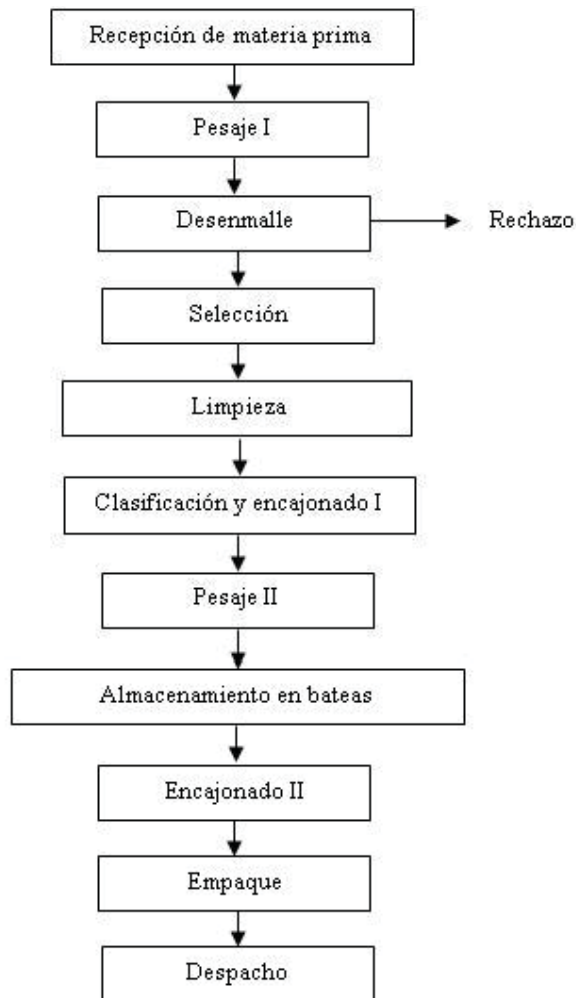 Recepción de materia prima
Pesaje I
Desenmalle
Rechazo
Selección
Limpieza
Clasificación y encajonado I
Pesaje II
Almacenamiento en bateas
Encajonado II
Empaque
Despacho